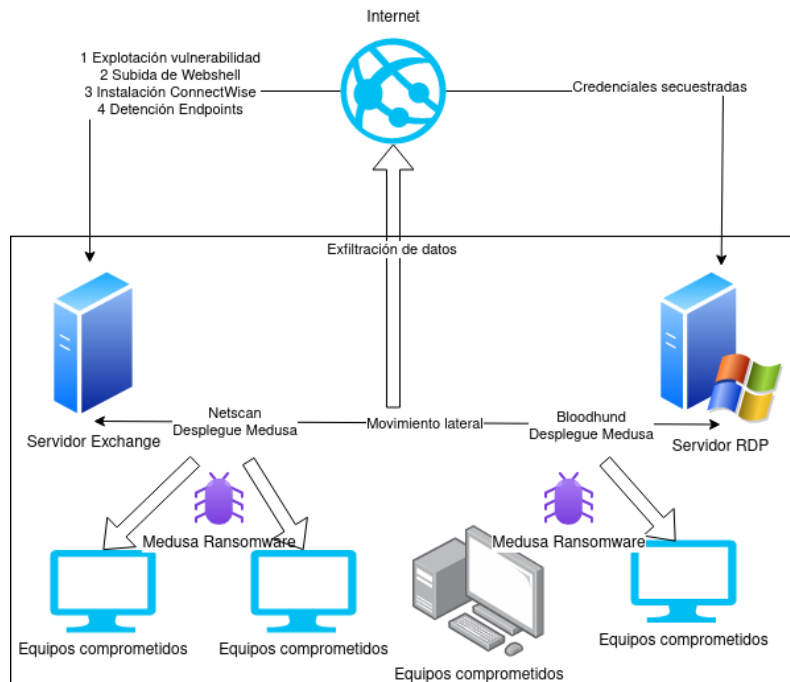 Internet
1 Explotación vulnerabilidad
2 Subida de Webshell
3 Instalación ConnectWise
4 Detención Endpoints
Credenciales secuestradas
Exfiltración de datos
Netscan
Despliegue Medusa
Movimiento lateral
Bloodhund
Desplegue Medusa
Servidor Exchange
Servidor RDP
Medusa Ransomware
Medusa Ransomware
Equipos comprometidos
Equipos comprometidos
Equipos comprometidos
Equipos comprometidos